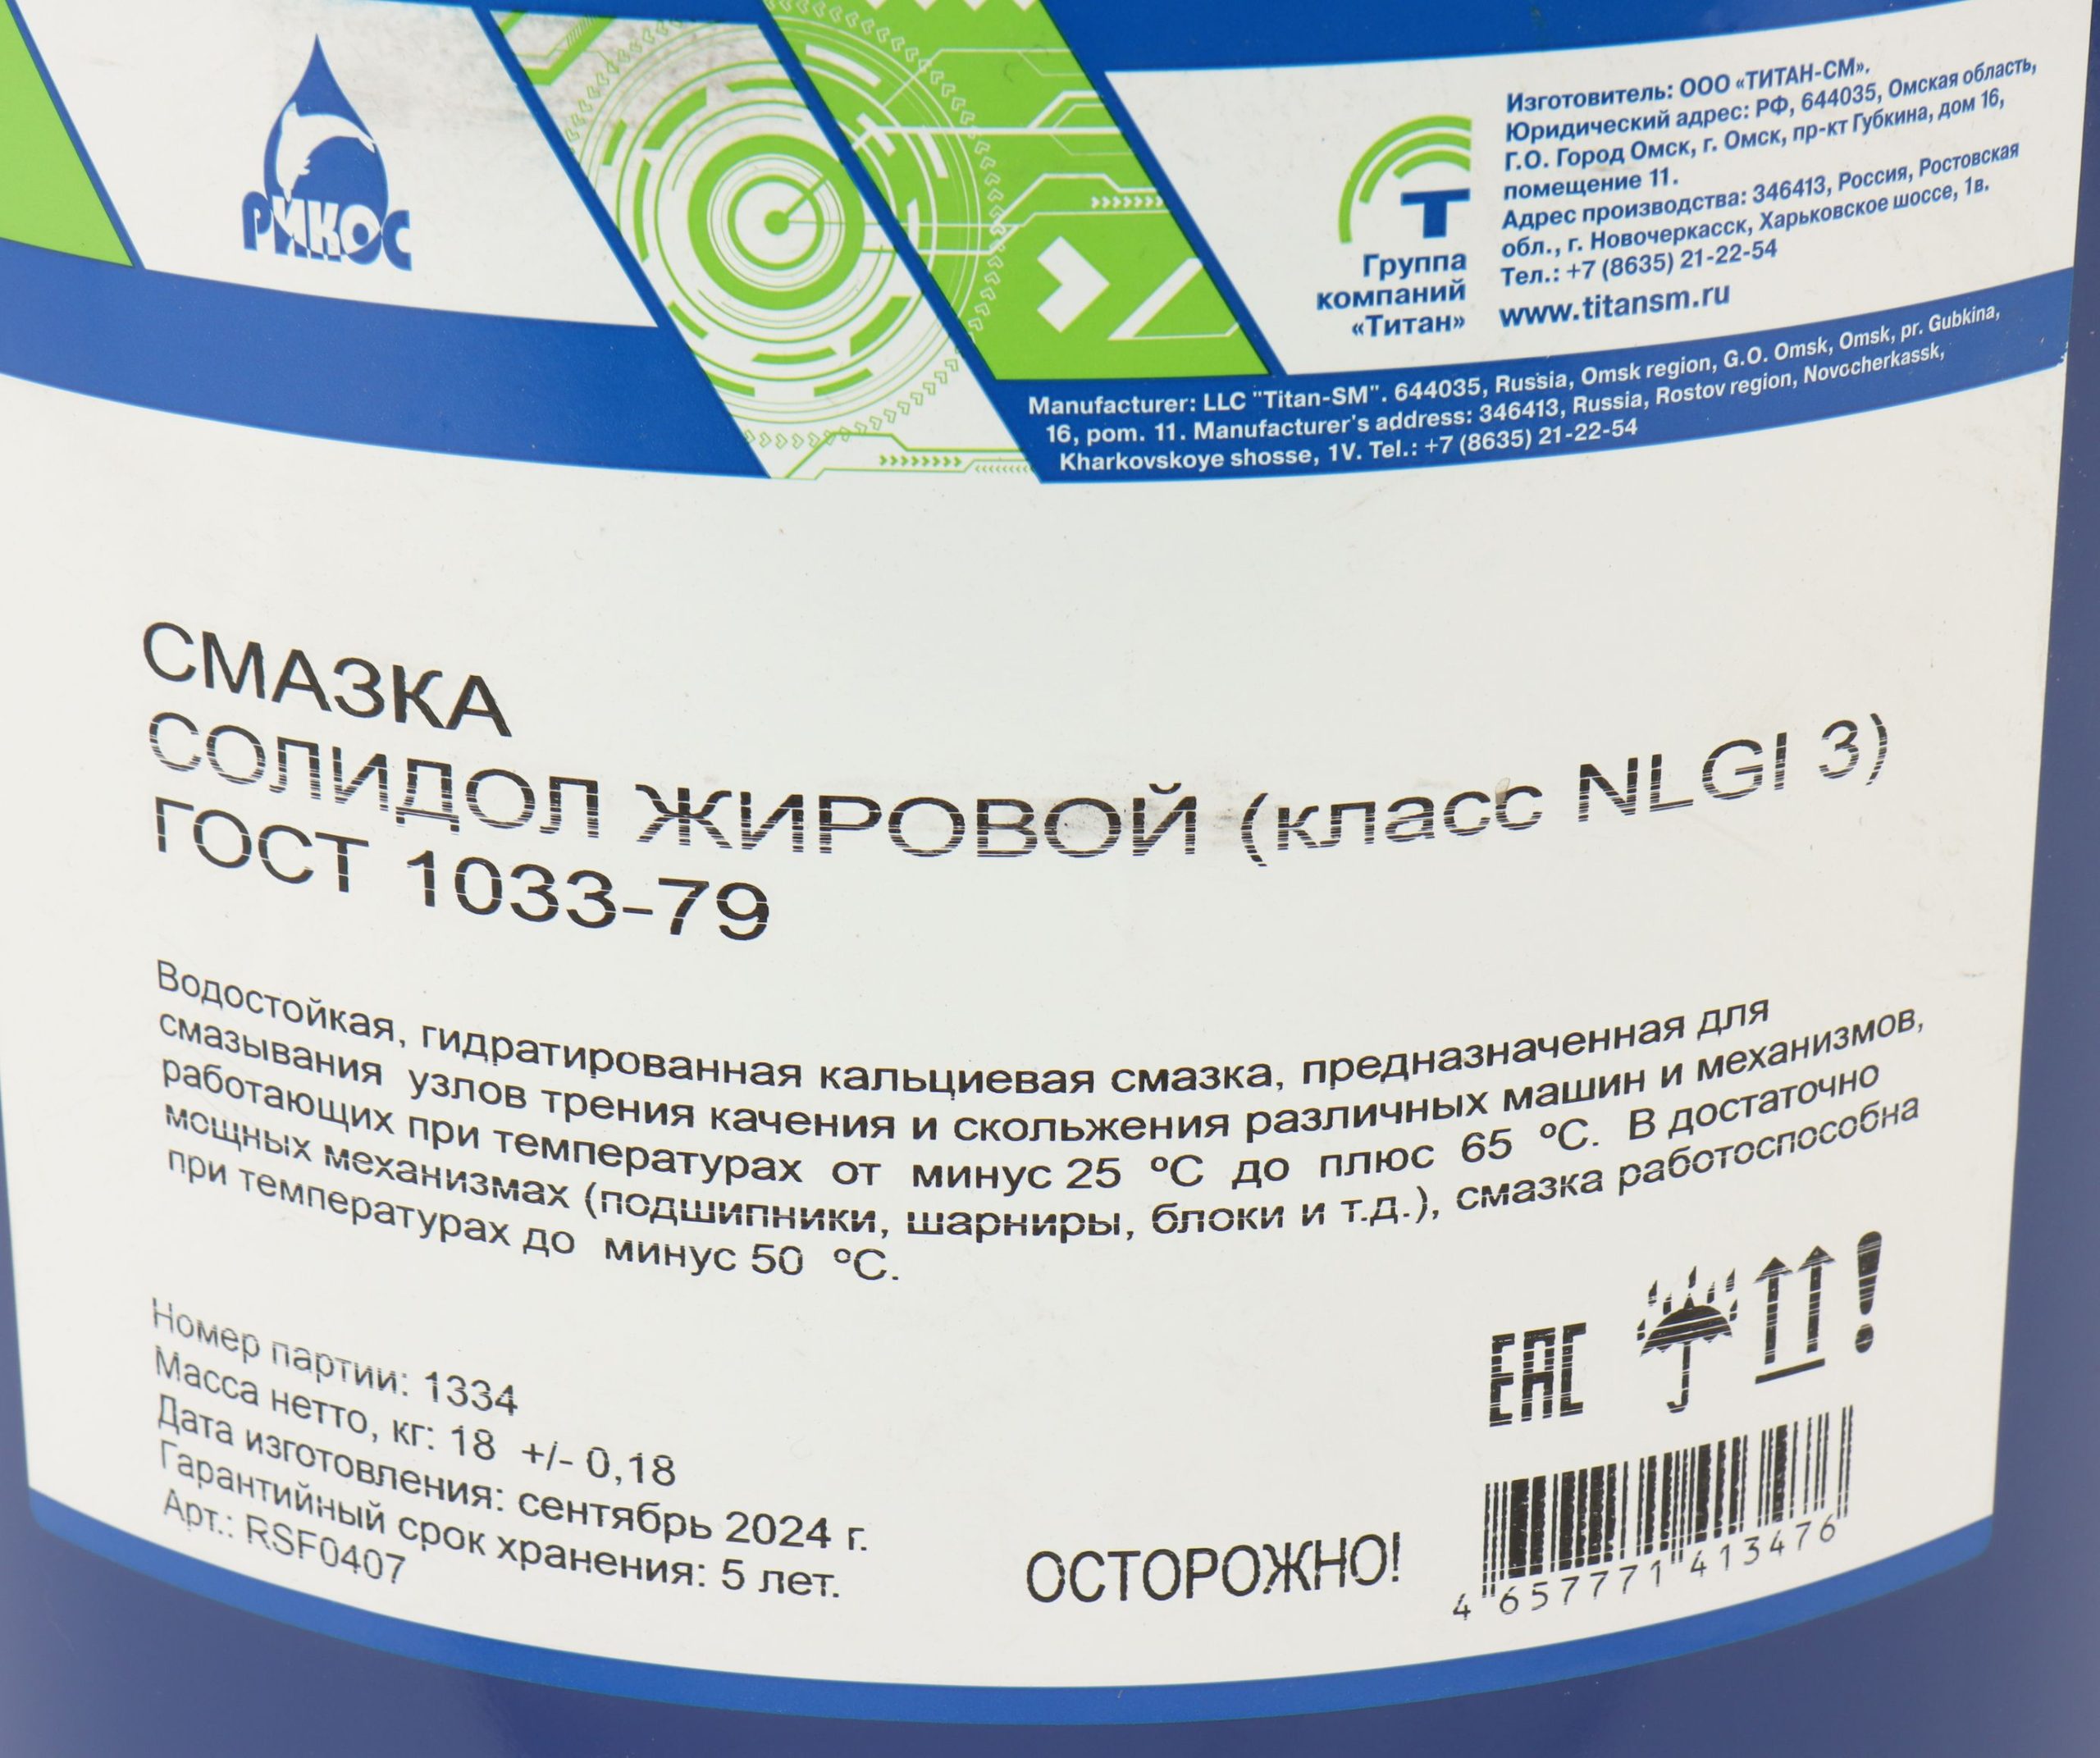 РИКОС
Группа
компаний
«Титан»
Изготовитель: ООО «ТИТАН-СМ».
Юридический адрес: РФ, 644035, Омская область,
Г.О. Город Омск, г. Омск, пр-кт Губкина, дом 16,
помещение 11.
Адрес производства: 346413, Россия, Ростовская
обл., г. Новочеркасск, Харьковское шоссе, 1в.
Тел.: +7 (8635) 21-22-54
www.titansm.ru
Manufacturer: LLC "Titan-SM". 644035, Russia, Omsk region, G.O. Omsk, Omsk, pr. Gubkina,
16, pom. 11. Manufacturer's address: 346413, Russia, Rostov region, Novocherkassk,
Kharkovskoye shosse, 1V. Tel.: +7 (8635) 21-22-54
СМАЗКА
СОЛИДОЛ ЖИРОВОЙ (класс NLGI 3)
ГОСТ 1033-79
Водостойкая, гидратированная кальциевая смазка, предназначенная для
смазывания узлов трения качения и скольжения различных машин и механизмов,
работающих при температурах от минус 25 ºС до плюс 65 ºС. В достаточно
мощных механизмах (подшипники, шарниры, блоки и т.д.), смазка работоспособна
при температурах до минус 50 ºС.
Номер партии: 1334
Масса нетто, кг: 18 +/- 0,18
Дата изготовления: сентябрь 2024 г.
Гарантийный срок хранения: 5 лет.
Арт.: RSF0407
ОСТОРОЖНО!
EAC
4 657771 413476